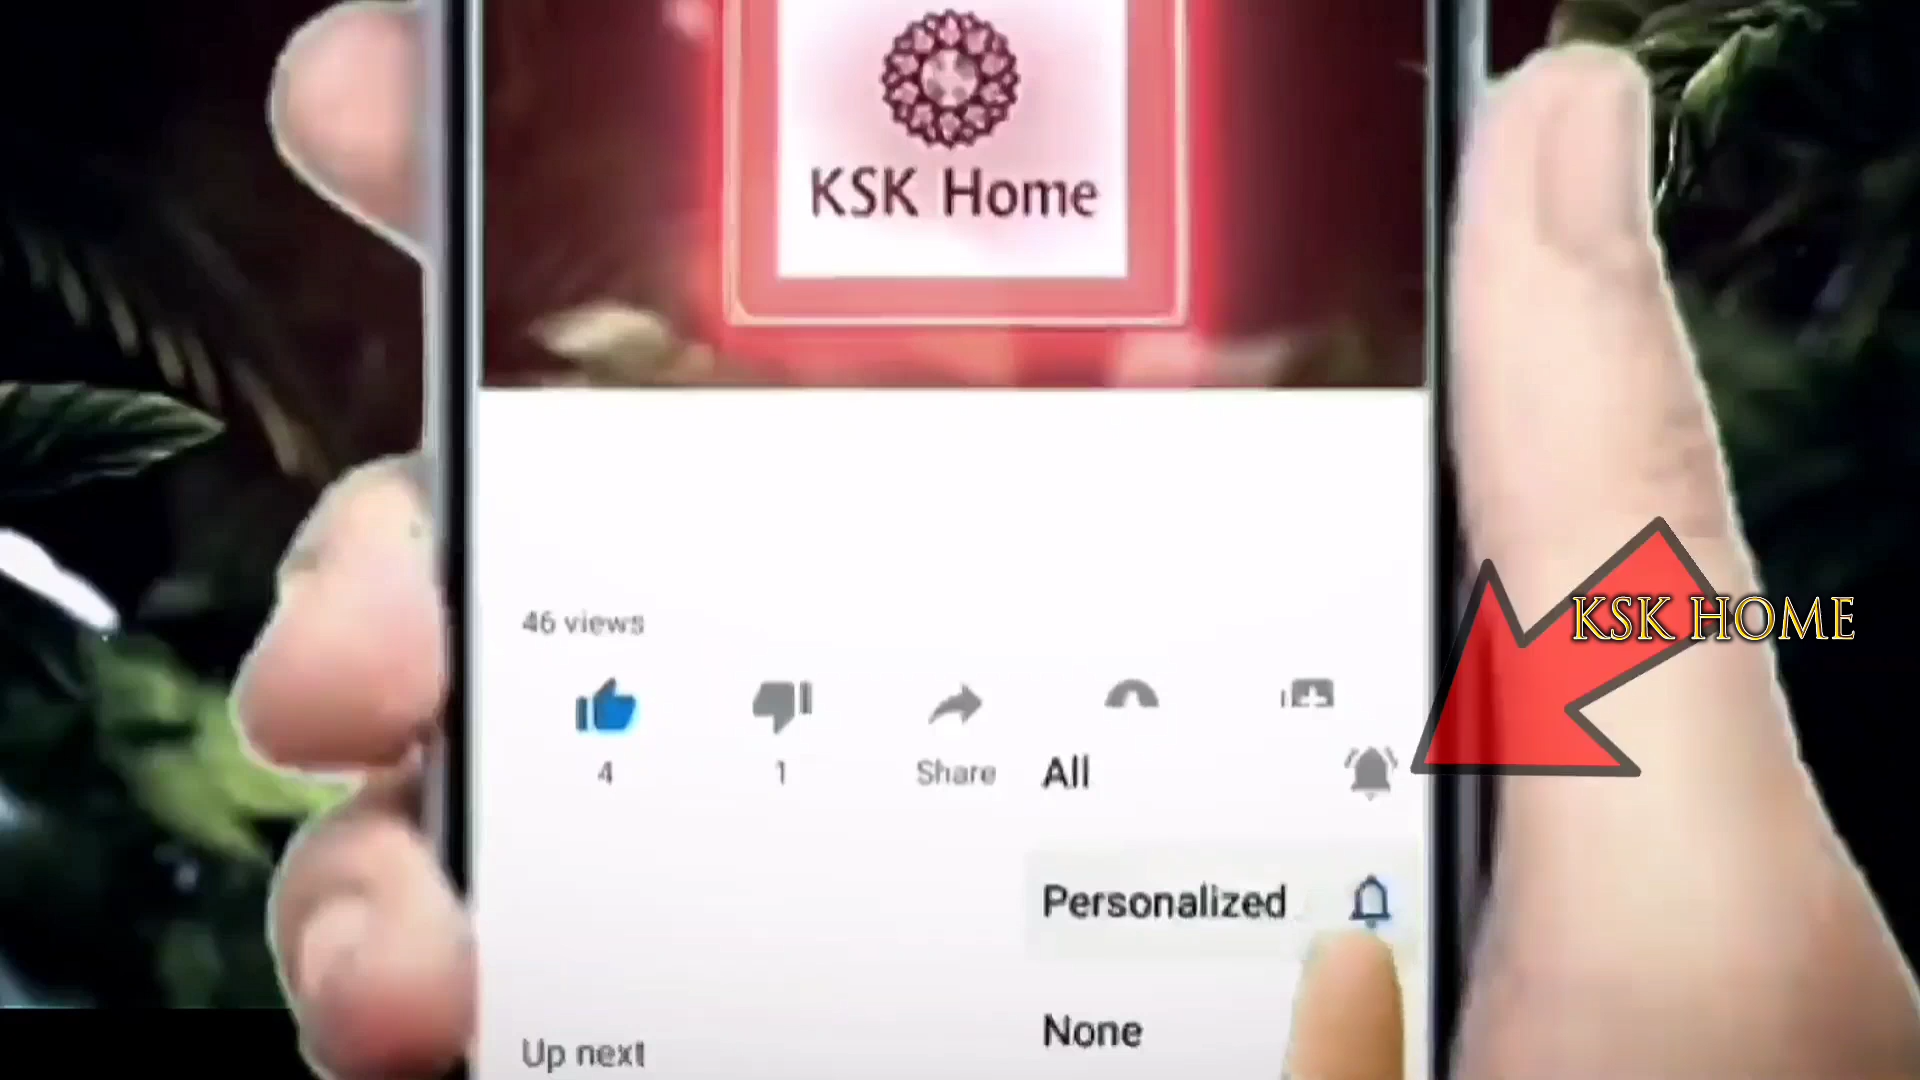 KSK Home
KSK HOME
46 views
4
1
Share
All
Personalized
None
Up next